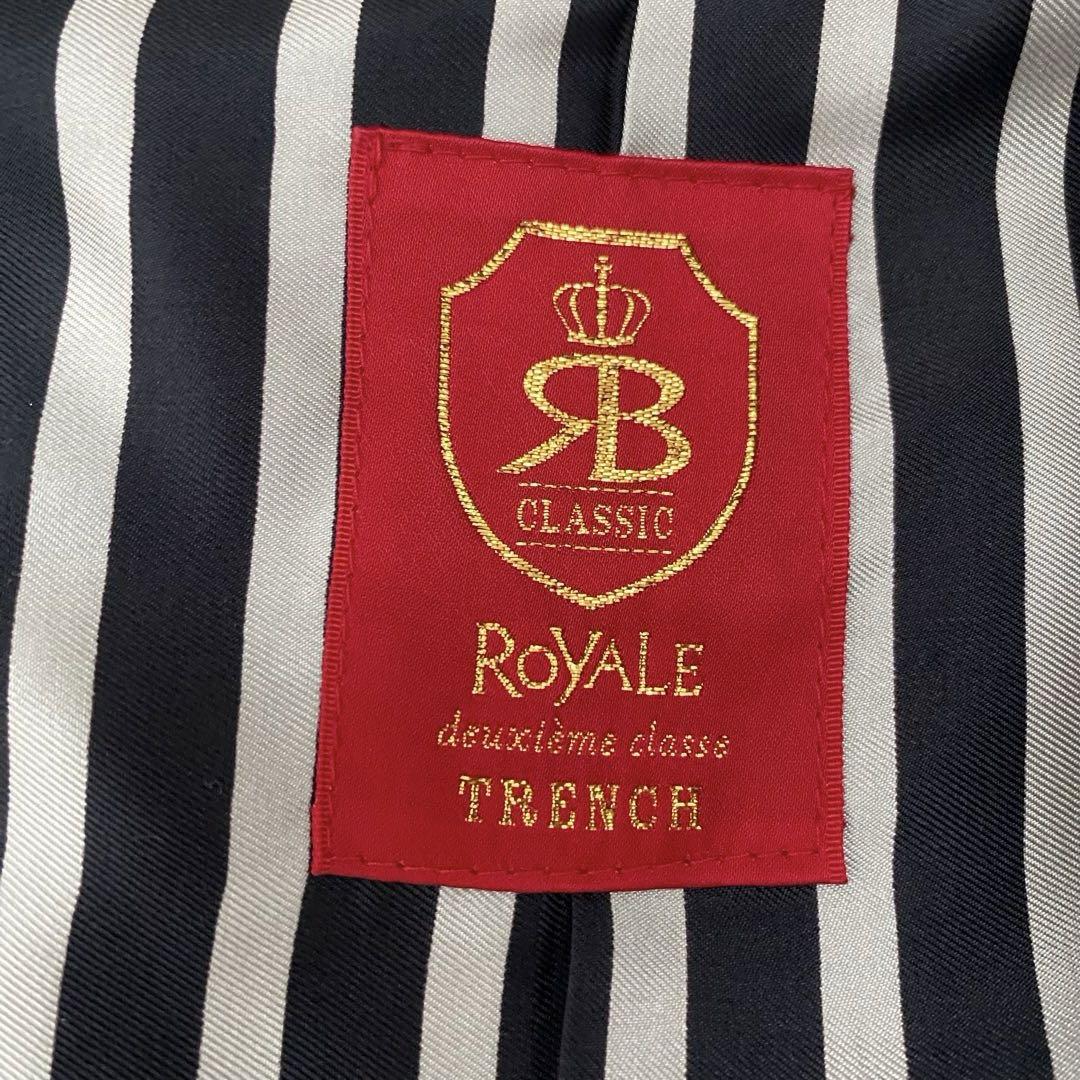 RB
CLASSIC
ROYALE
deuxième classe
TRENCH